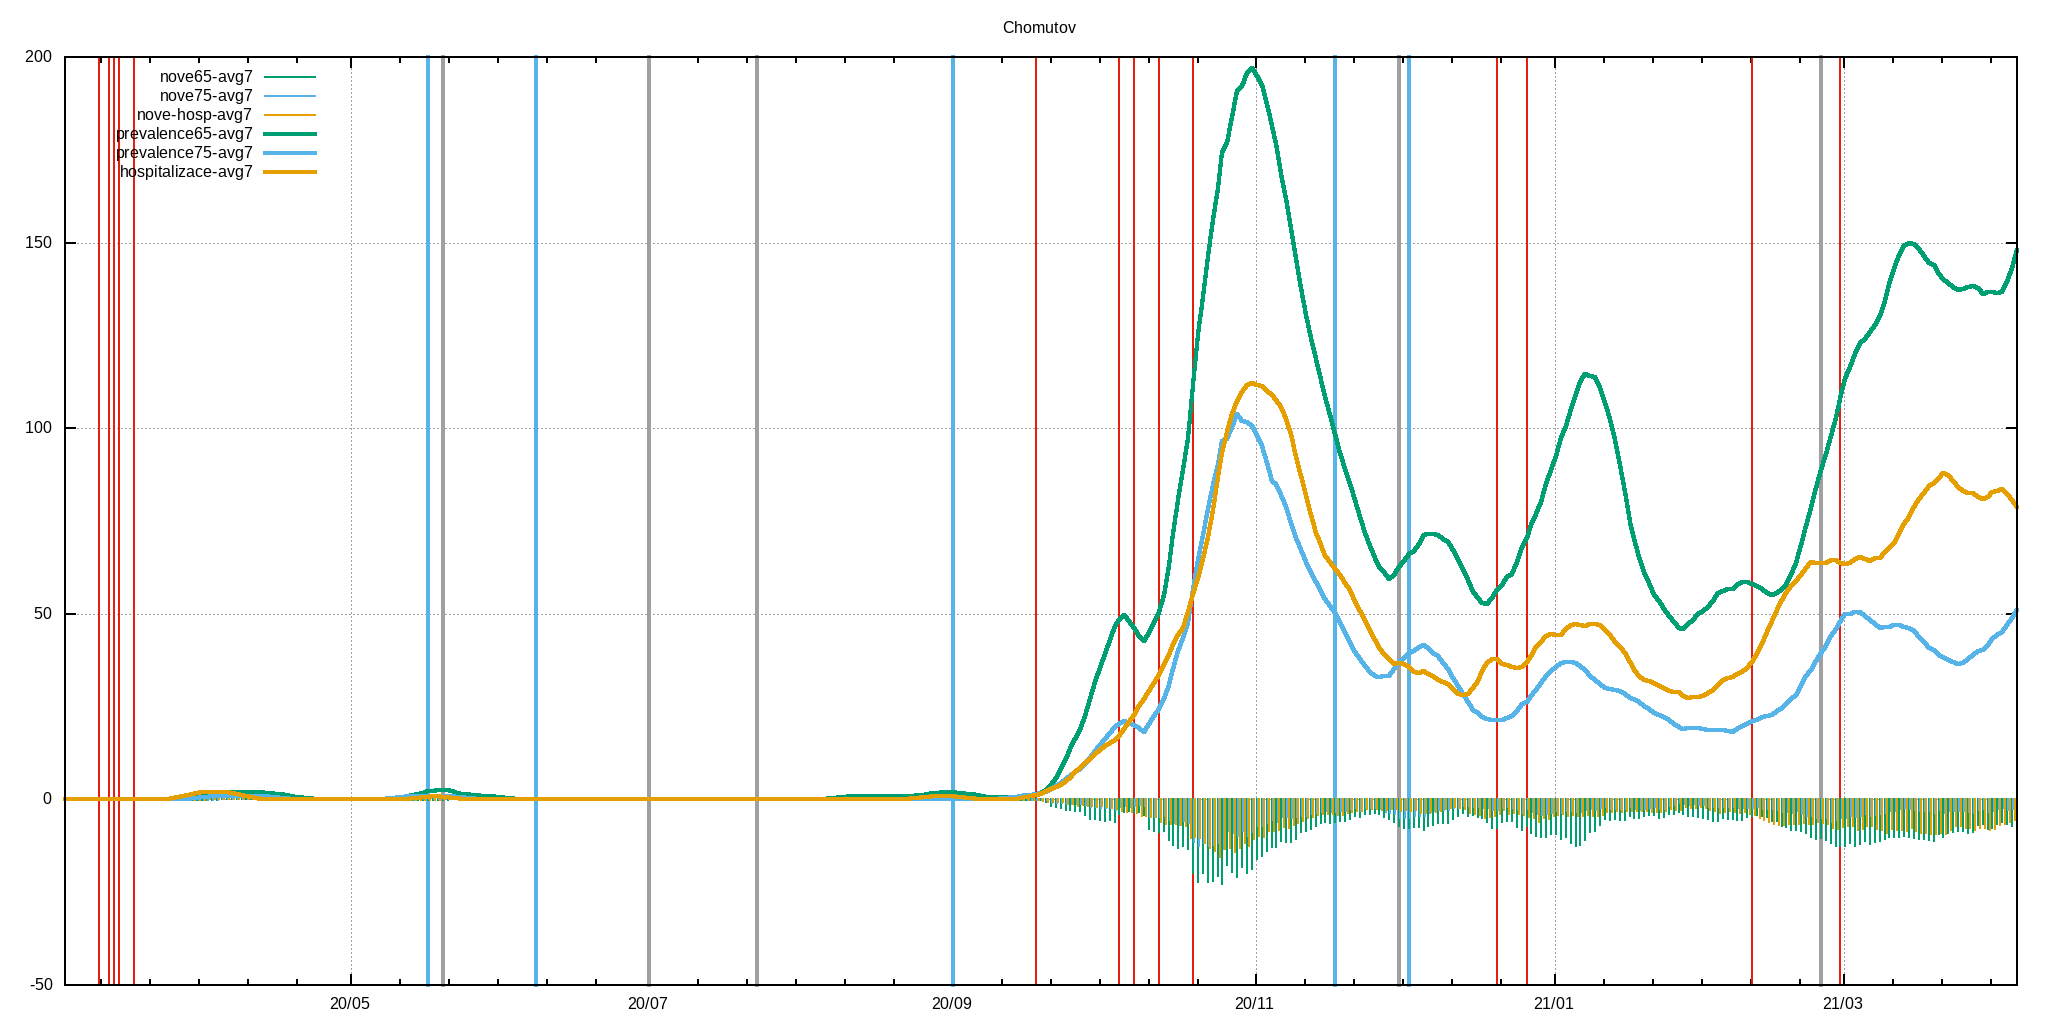 Chomutov
200
nove65-avg7
nove75-avg7
nove-hosp-avg7
prevalence65-avg7
prevalence75-avg7
hospitalizace-avg7
150
100
50
0
-50
20/05 20/07 20/09 20/11 21/01 21/03